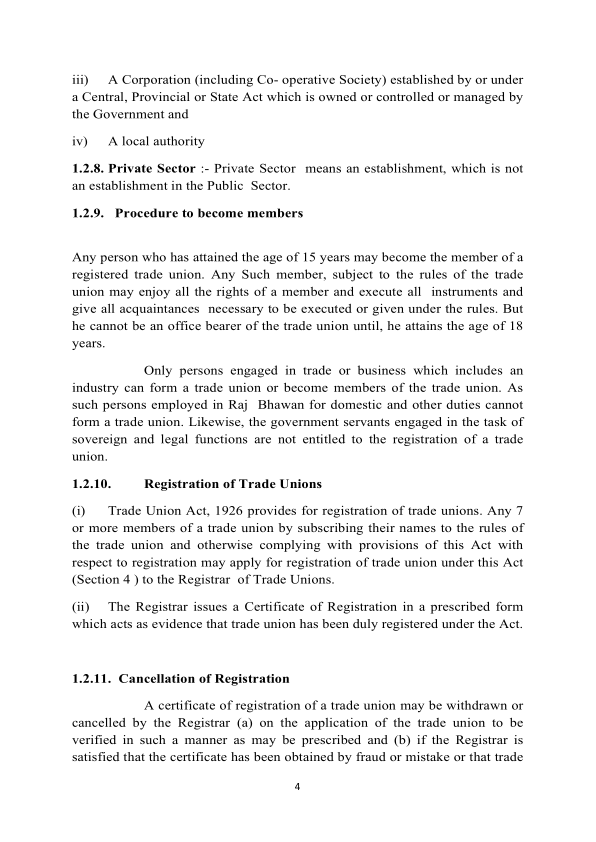 iii) A Corporation (including Co- operative Society) established by or under
a Central, Provincial or State Act which is owned or controlled or managed by
the Government and
iv) A local authority
1.2.8. Private Sector :- Private Sector means an establishment, which is not
an establishment in the Public Sector.
1.2.9. Procedure to become members
Any person who has attained the age of 15 years may become the member of a
registered trade union. Any Such member, subject to the rules of the trade
union may enjoy all the rights of a member and execute all instruments and
give all acquaintances necessary to be executed or given under the rules. But
he cannot be an office bearer of the trade union until, he attains the age of 18
years.
Only persons engaged in trade or business which includes an
industry can form a trade union or become members of the trade union. As
such persons employed in Raj Bhawan for domestic and other duties cannot
form a trade union. Likewise, the government servants engaged in the task of
sovereign and legal functions are not entitled to the registration of a trade
union.
1.2.10. Registration of Trade Unions
(i) Trade Union Act, 1926 provides for registration of trade unions. Any 7
or more members of a trade union by subscribing their names to the rules of
the trade union and otherwise complying with provisions of this Act with
respect to registration may apply for registration of trade union under this Act
(Section 4 ) to the Registrar of Trade Unions.
(ii) The Registrar issues a Certificate of Registration in a prescribed form
which acts as evidence that trade union has been duly registered under the Act.
1.2.11. Cancellation of Registration
A certificate of registration of a trade union may be withdrawn or
cancelled by the Registrar (a) on the application of the trade union to be
verified in such a manner as may be prescribed and (b) if the Registrar is
satisfied that the certificate has been obtained by fraud or mistake or that trade
4